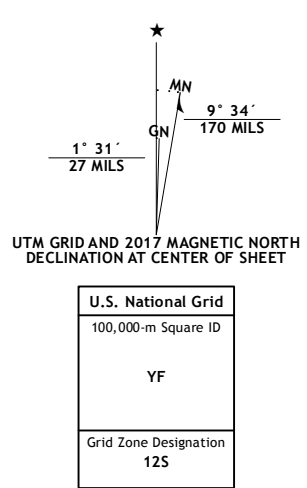 MN
GN
9° 34´
170 MILS
1° 31´
27 MILS
UTM GRID AND 2017 MAGNETIC NORTH
DECLINATION AT CENTER OF SHEET
U.S. National Grid
100,000-m Square ID
YF
Grid Zone Designation
12S